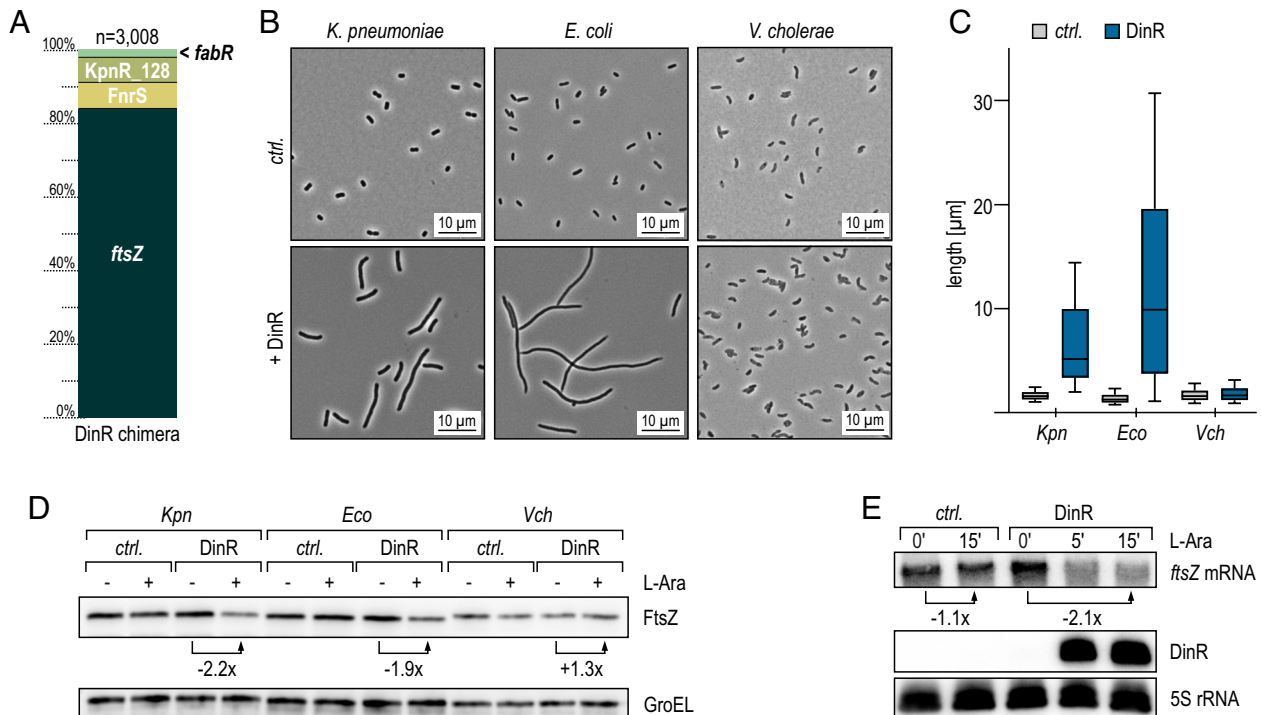 A
n=3,008
100%
80%
60%
40%
20%
0%
< fabR
KpnR_128
FnrS
ftsZ
DinR chimera
B
K. pneumoniae
E. coli
V. cholerae
ctrl.
+ DinR
10 µm
10 µm
10 µm
10 µm
10 µm
10 µm
C
ctrl.
DinR
length [µm]
30
20
10
Kpn
Eco
Vch
D
Kpn
Eco
Vch
ctrl.
DinR
ctrl.
DinR
ctrl.
DinR
- + - + - + - + - + - +
L-Ara
FtsZ
-2.2x
-1.9x
+1.3x
GroEL
E
ctrl.
DinR
0' 15' 0' 5' 15'
L-Ara
ftsZ mRNA
-1.1x
-2.1x
DinR
5S rRNA